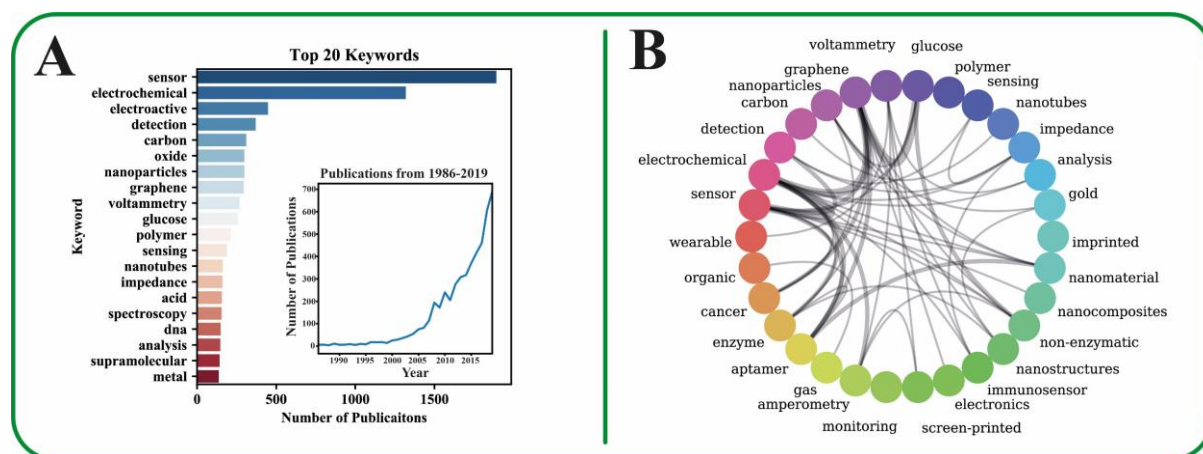 A
Top 20 Keywords
Keyword
sensor
electrochemical
electroactive
detection
carbon
oxide
nanoparticles
graphene
voltammetry
glucose
polymer
sensing
nanotubes
impedance
acid
spectroscopy
dna
analysis
supramolecular
metal
0 500 1000 1500
Number of Publicaitons
Publications from 1986-2019
Number of Publications
700
600
500
400
300
200
100
0
1990 1995 2000 2005 2010 2015
Year
B
voltammetry
glucose
graphene
polymer
nanoparticles
sensing
carbon
nanotubes
detection
impedance
electrochemical
analysis
sensor
gold
wearable
imprinted
organic
nanomaterial
cancer
nanocomposites
enzyme
non-enzymatic
aptamer
nanostructures
gas
immunosensor
amperometry
electronics
monitoring
screen-printed